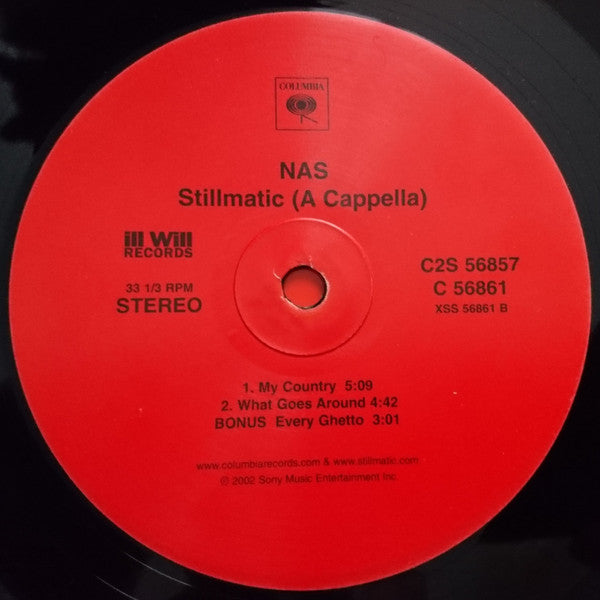 COLUMBIA
NAS
Stillmatic (A Cappella)
ill Will
RECORDS
33 1/3 RPM
STEREO
C2S 56857
C 56861
XSS 56861 B
1. My Country 5:09
2. What Goes Around 4:42
BONUS Every Ghetto 3:01
www.columbiarecords.com & www.stillmatic.com
℗ 2002 Sony Music Entertainment Inc.